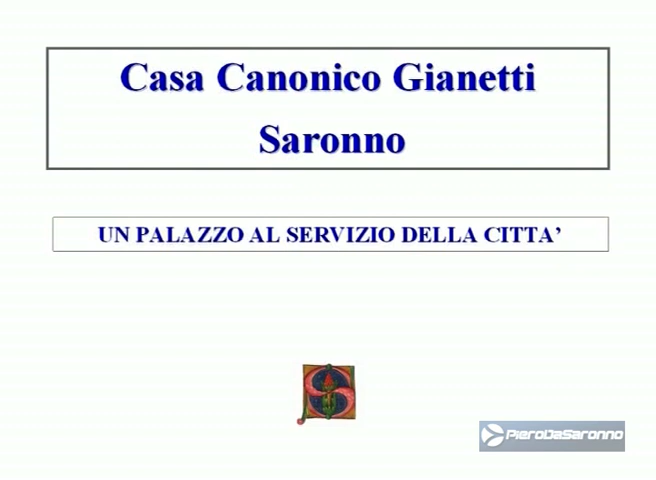 Casa Canonico Gianetti
Saronno
UN PALAZZO AL SERVIZIO DELLA CITTA’
PieroDaSaronno